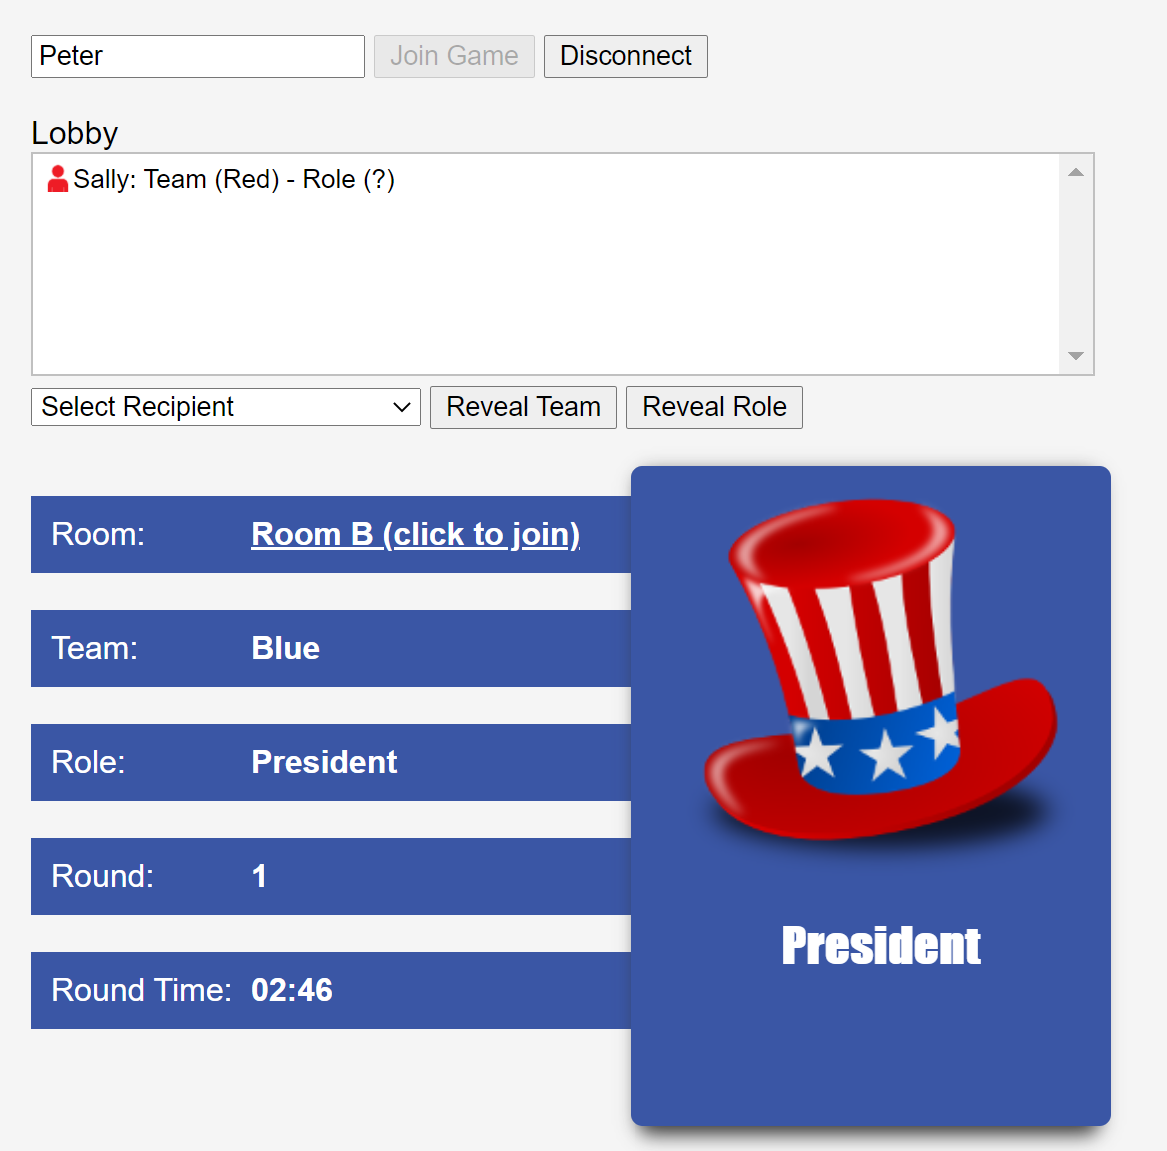 Peter Join Game Disconnect
Lobby
Sally: Team (Red) - Role (?)
Select Recipient Reveal Team Reveal Role
Room: Room B (click to join)
Team: Blue
Role: President
Round: 1
Round Time: 02:46
President